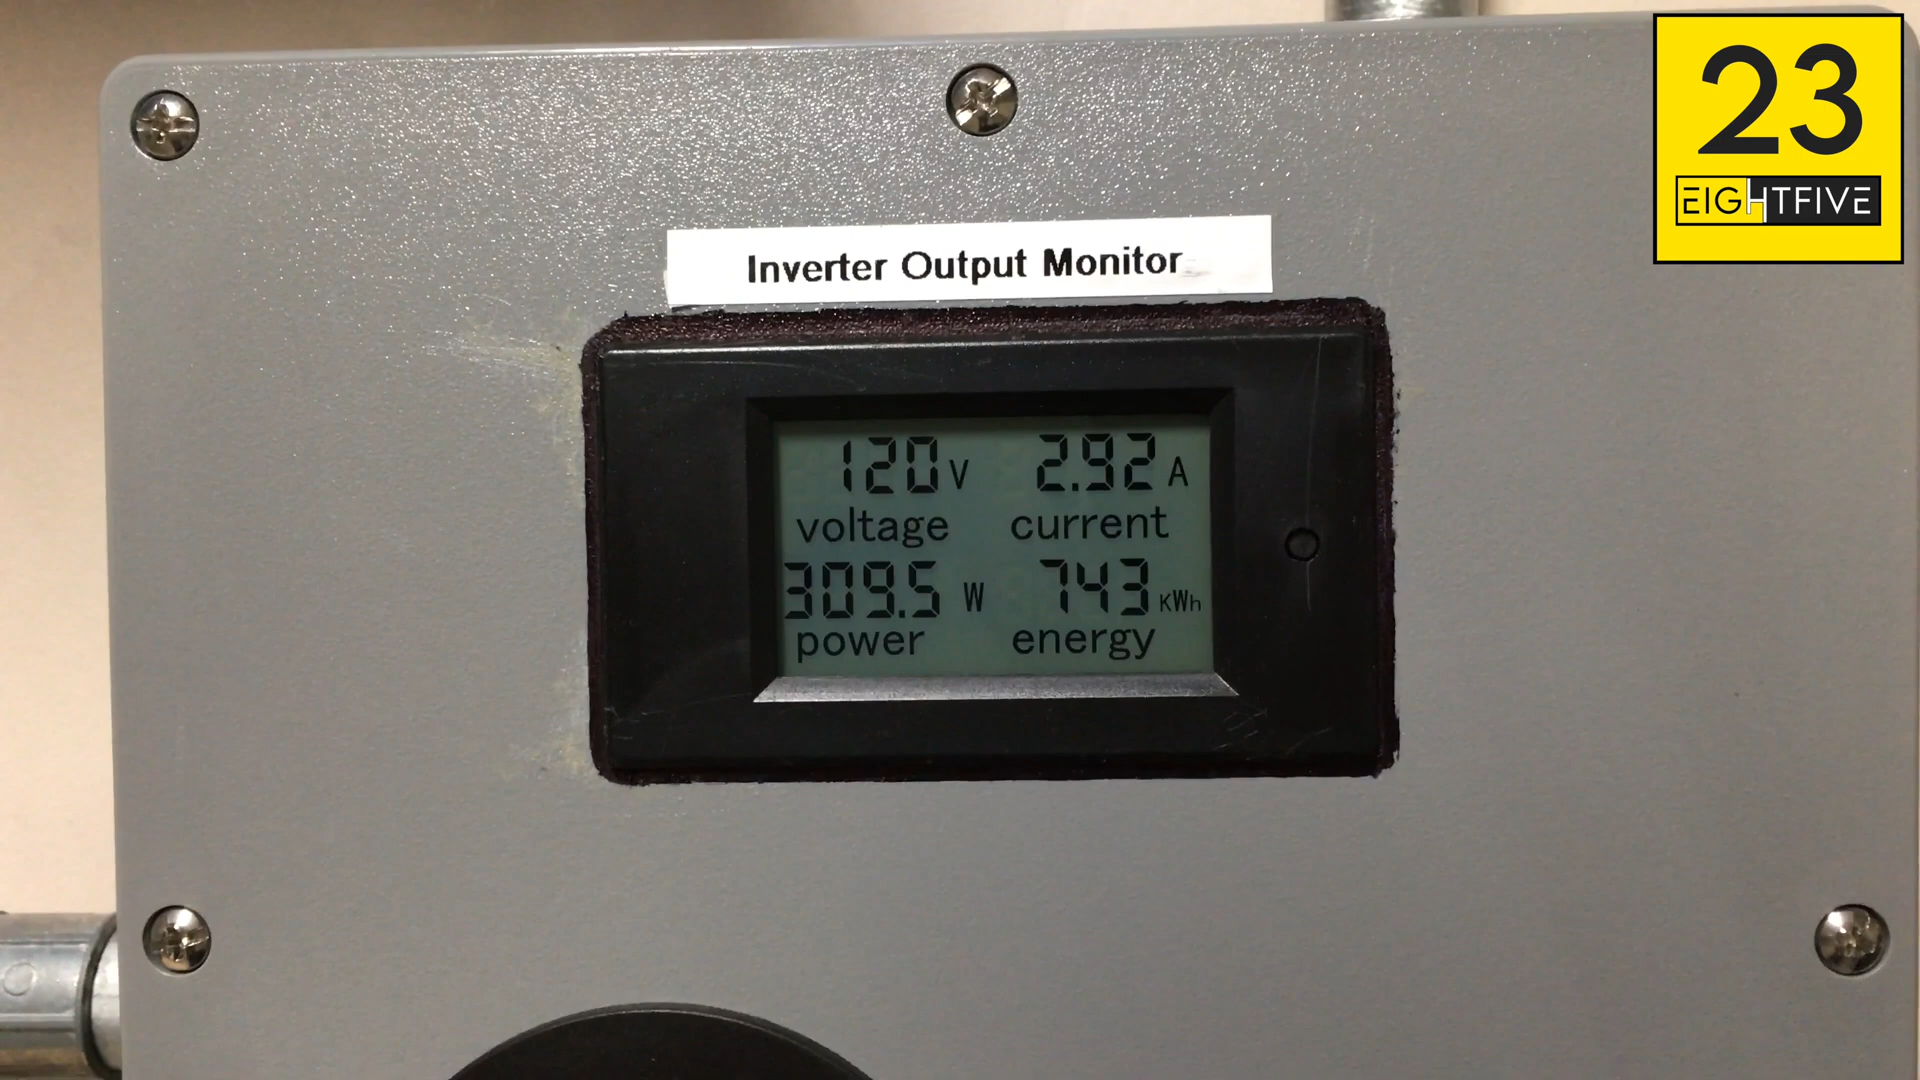 23
EIGHTFIVE
Inverter Output Monitor
120 V 2.92 A
voltage current
309.5 W 743 KWh
power energy